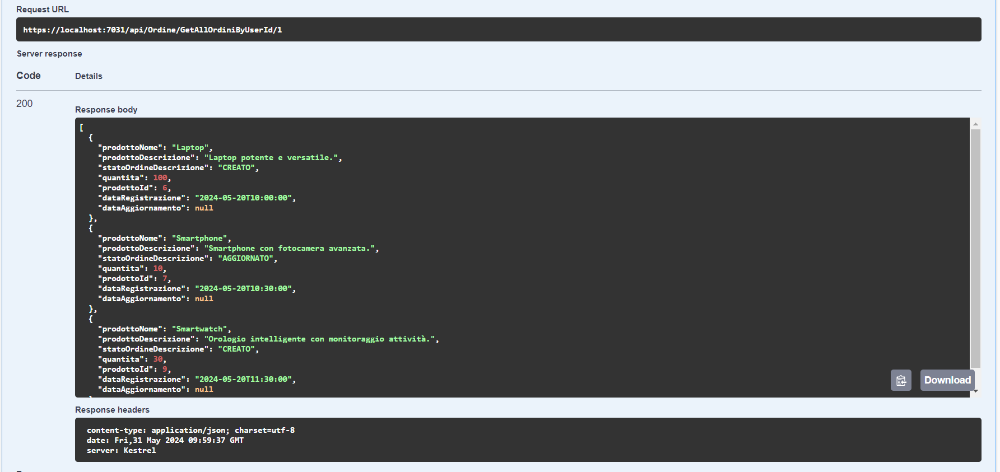 Request URL
https://localhost:7031/api/Ordine/GetAllOrdiniByUserId/1
Server response
Code Details
200
Response body
[
  {
    "prodottoNome": "Laptop",
    "prodottoDescrizione": "Laptop potente e versatile.",
    "statoOrdineDescrizione": "CREATO",
    "quantita": 100,
    "prodottoId": 6,
    "dataRegistrazione": "2024-05-20T10:00:00",
    "dataAggiornamento": null
  },
  {
    "prodottoNome": "Smartphone",
    "prodottoDescrizione": "Smartphone con fotocamera avanzata.",
    "statoOrdineDescrizione": "AGGIORNATO",
    "quantita": 10,
    "prodottoId": 7,
    "dataRegistrazione": "2024-05-20T10:30:00",
    "dataAggiornamento": null
  },
  {
    "prodottoNome": "Smartwatch",
    "prodottoDescrizione": "Orologio intelligente con monitoraggio attività.",
    "statoOrdineDescrizione": "CREATO",
    "quantita": 30,
    "prodottoId": 9,
    "dataRegistrazione": "2024-05-20T11:30:00",
    "dataAggiornamento": null
Download
Response headers
content-type: application/json; charset=utf-8
date: Fri,31 May 2024 09:59:37 GMT
server: Kestrel